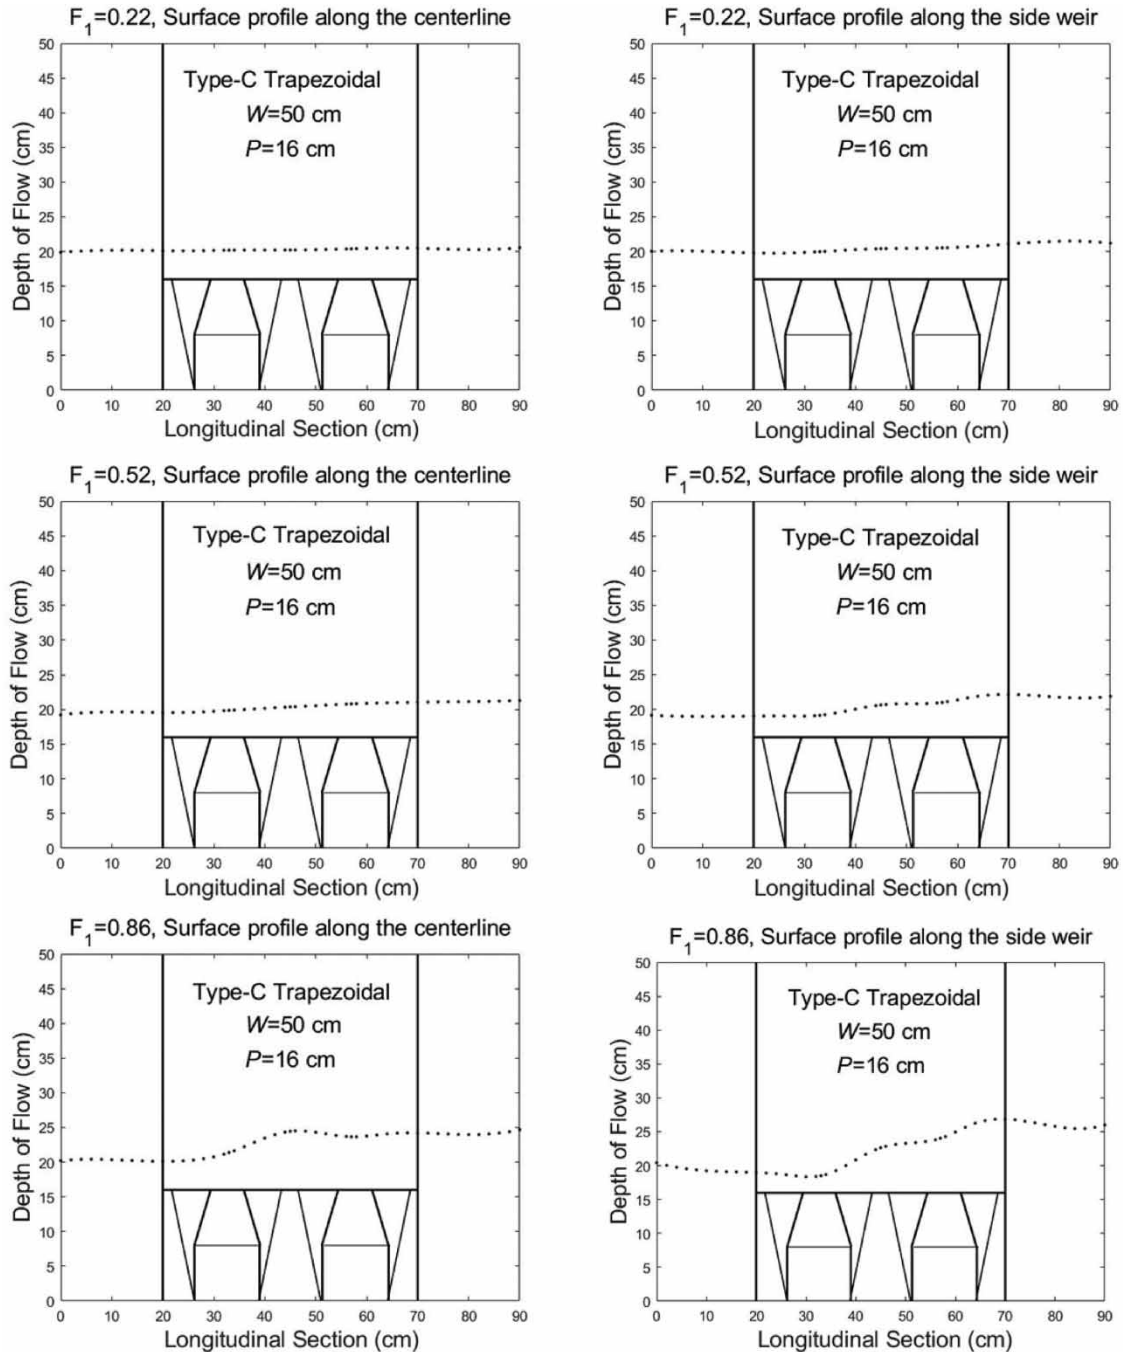 F1=0.22, Surface profile along the centerline
50
45
40
35
30
25
20
15
10
5
0
Depth of Flow (cm)
Type-C Trapezoidal
W=50 cm
P=16 cm
0 10 20 30 40 50 60 70 80 90
Longitudinal Section (cm)
F1=0.22, Surface profile along the side weir
50
45
40
35
30
25
20
15
10
5
0
Depth of Flow (cm)
Type-C Trapezoidal
W=50 cm
P=16 cm
0 10 20 30 40 50 60 70 80 90
Longitudinal Section (cm)
F1=0.52, Surface profile along the centerline
50
45
40
35
30
25
20
15
10
5
0
Depth of Flow (cm)
Type-C Trapezoidal
W=50 cm
P=16 cm
0 10 20 30 40 50 60 70 80 90
Longitudinal Section (cm)
F1=0.52, Surface profile along the side weir
50
45
40
35
30
25
20
15
10
5
0
Depth of Flow (cm)
Type-C Trapezoidal
W=50 cm
P=16 cm
0 10 20 30 40 50 60 70 80 90
Longitudinal Section (cm)
F1=0.86, Surface profile along the centerline
50
45
40
35
30
25
20
15
10
5
0
Depth of Flow (cm)
Type-C Trapezoidal
W=50 cm
P=16 cm
0 10 20 30 40 50 60 70 80 90
Longitudinal Section (cm)
F1=0.86, Surface profile along the side weir
50
45
40
35
30
25
20
15
10
5
0
Depth of Flow (cm)
Type-C Trapezoidal
W=50 cm
P=16 cm
0 10 20 30 40 50 60 70 80 90
Longitudinal Section (cm)